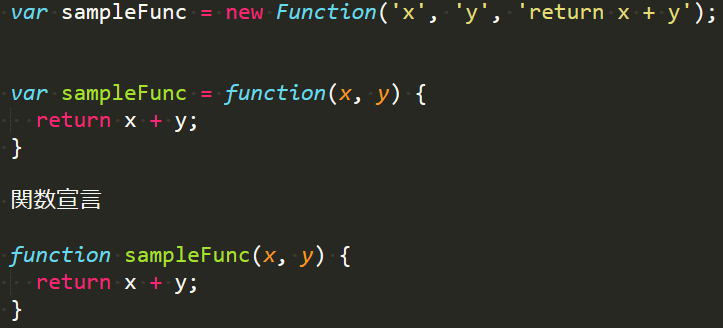 var sampleFunc = new Function('x', 'y', 'return x + y');
var sampleFunc = function(x, y) {
  return x + y;
}
関数宣言
function sampleFunc(x, y) {
  return x + y;
}